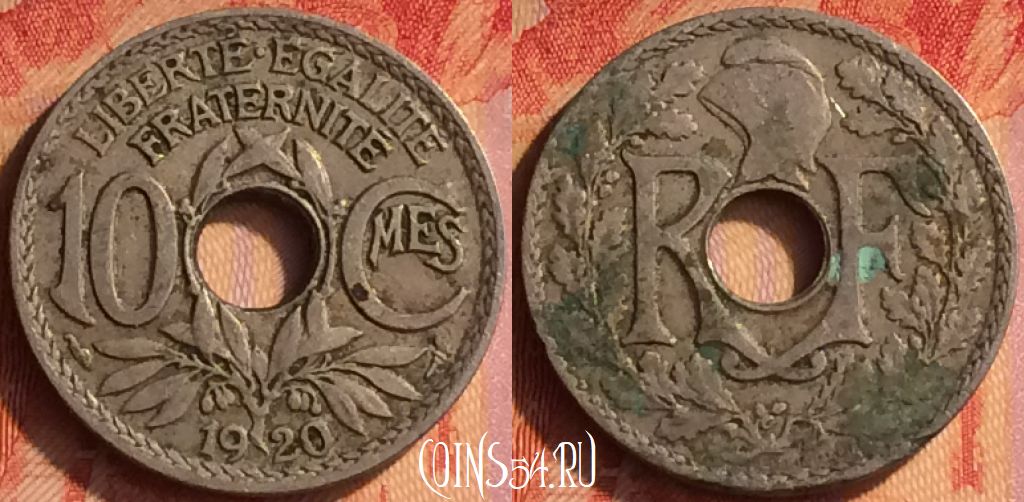 LIBERTE · EGALITE
FRATERNITE
10 CMES
1920
RF
COINS54.RU